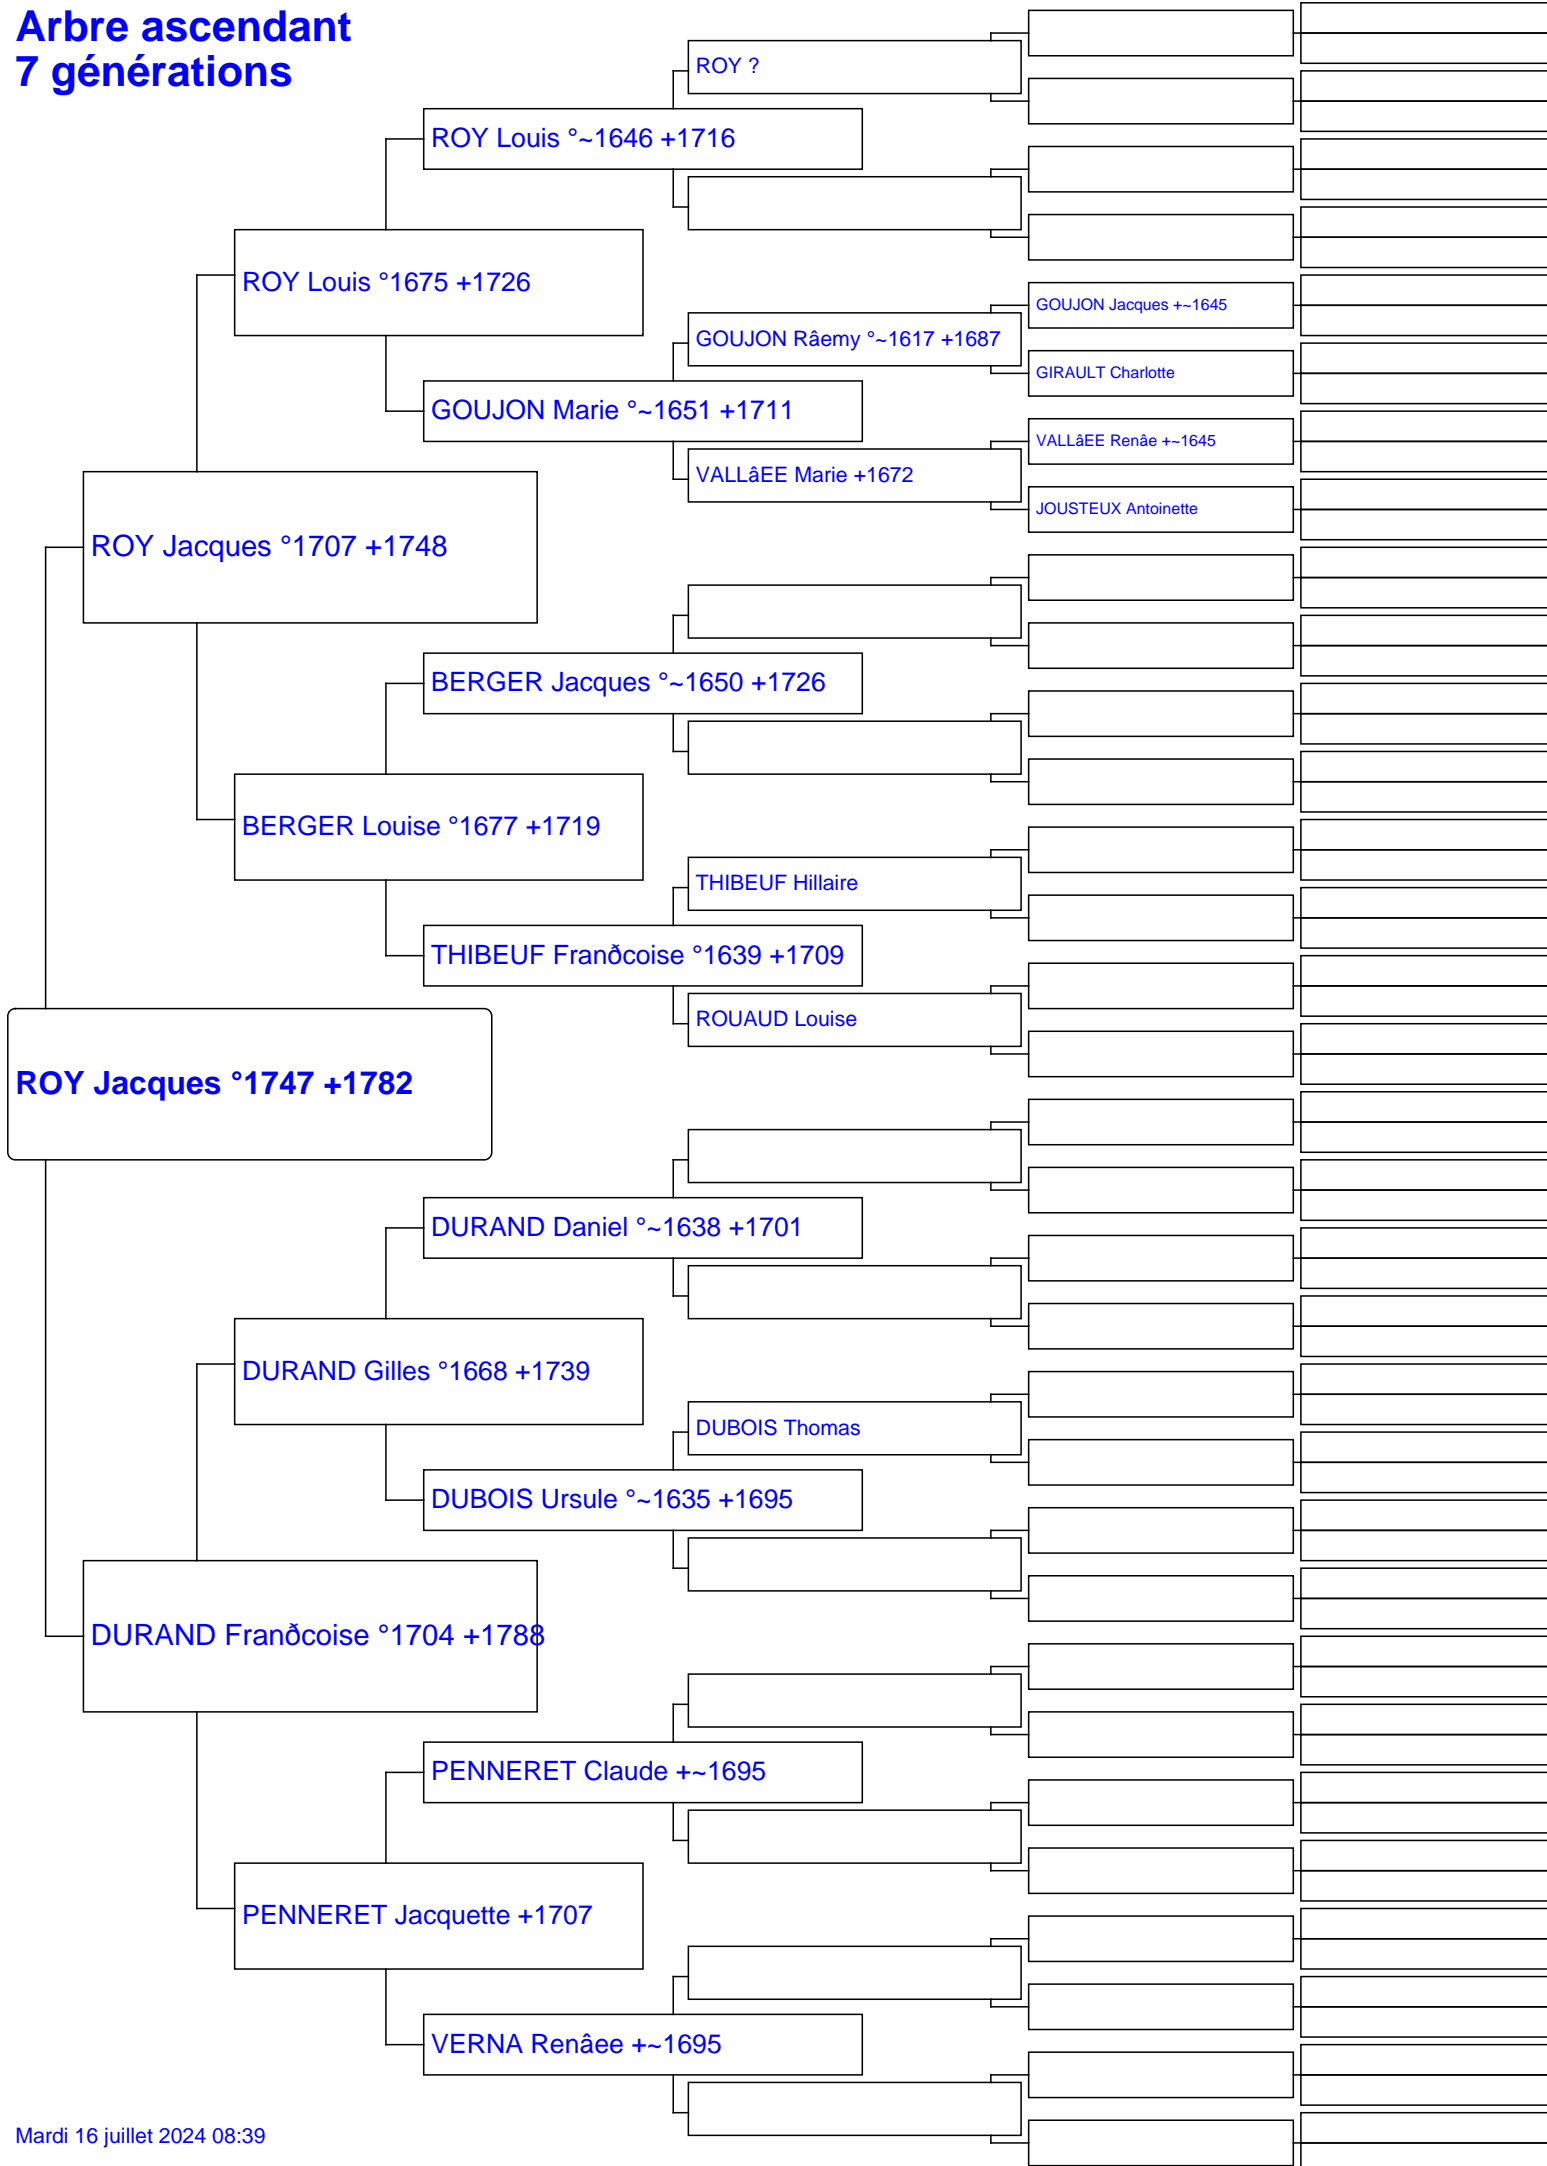 Arbre ascendant
7 générations
ROY ?
ROY Louis °~1646 +1716
ROY Louis °1675 +1726
GOUJON Jacques +~1645
GOUJON Râemy °~1617 +1687
GIRAULT Charlotte
GOUJON Marie °~1651 +1711
VALLâEE Renâe +~1645
VALLâEE Marie +1672
JOUSTEUX Antoinette
ROY Jacques °1707 +1748
BERGER Jacques °~1650 +1726
BERGER Louise °1677 +1719
THIBEUF Hillaire
THIBEUF Franðcoise °1639 +1709
ROUAUD Louise
ROY Jacques °1747 +1782
DURAND Daniel °~1638 +1701
DURAND Gilles °1668 +1739
DUBOIS Thomas
DUBOIS Ursule °~1635 +1695
DURAND Franðcoise °1704 +1788
PENNERET Claude +~1695
PENNERET Jacquette +1707
VERNA Renâee +~1695
Mardi 16 juillet 2024 08:39